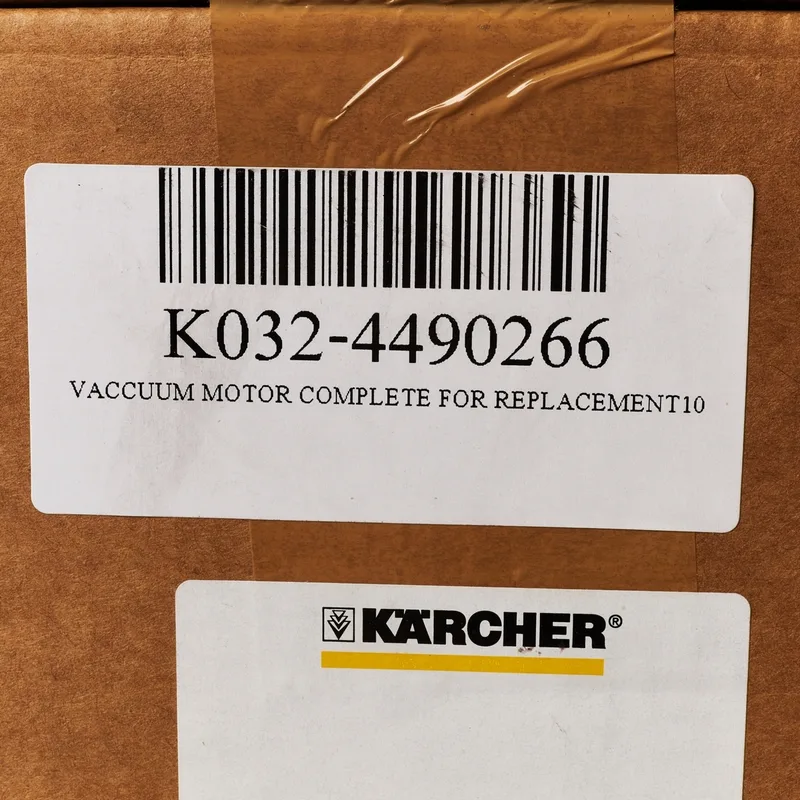 K032-4490266
VACCUUM MOTOR COMPLETE FOR REPLACEMENT10
KÄRCHER®